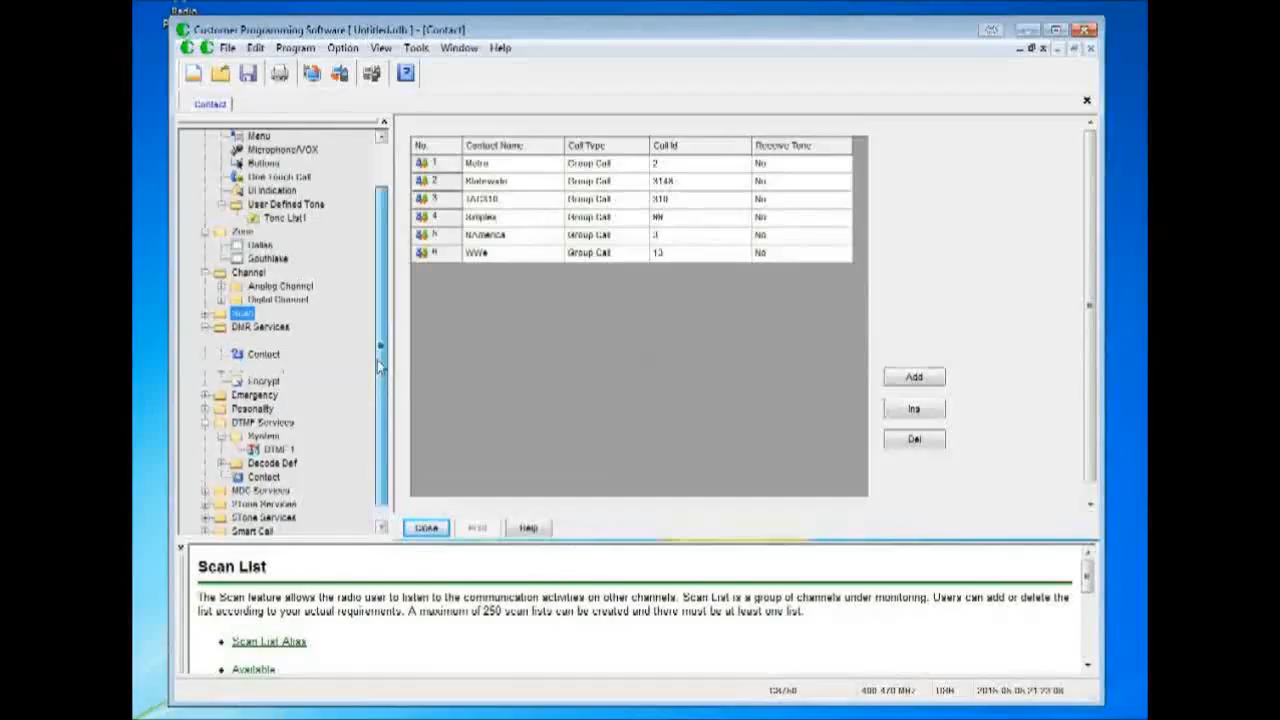 Radio
Customer Programming Software [ Untitled.rdb ] - [Contact]
File Edit Program Option View Tools Window Help
Contact
Menu
Microphone/VOX
Buttons
One Touch Call
UI Indication
User Defined Tone
Tone List1
Zone
Dallas
Southlake
Channel
Analog Channel
Digital Channel
Scan
DMR Services
Contact
Encrypt
Emergency
Pesonality
DTMF Services
System
DTMF 1
Decode Def
Contact
MDC Services
2Tone Services
5Tone Services
Smart Call
No. Contact Name Call Type Call Id Receive Tone
1 Metro Group Call 2 No
2 Statewide Group Call 3148 No
3 TAC310 Group Call 310 No
4 Simplex Group Call 99 No
5 NAmerica Group Call 3 No
6 WWe Group Call 13 No
Add
Ins
Del
Close Help
Scan List
The Scan feature allows the radio user to listen to the communication activities on other channels. Scan List is a group of channels under monitoring. Users can add or delete the
list according to your actual requirements. A maximum of 250 scan lists can be created and there must be at least one list.
Scan List Alias
Available
400-470 MHz